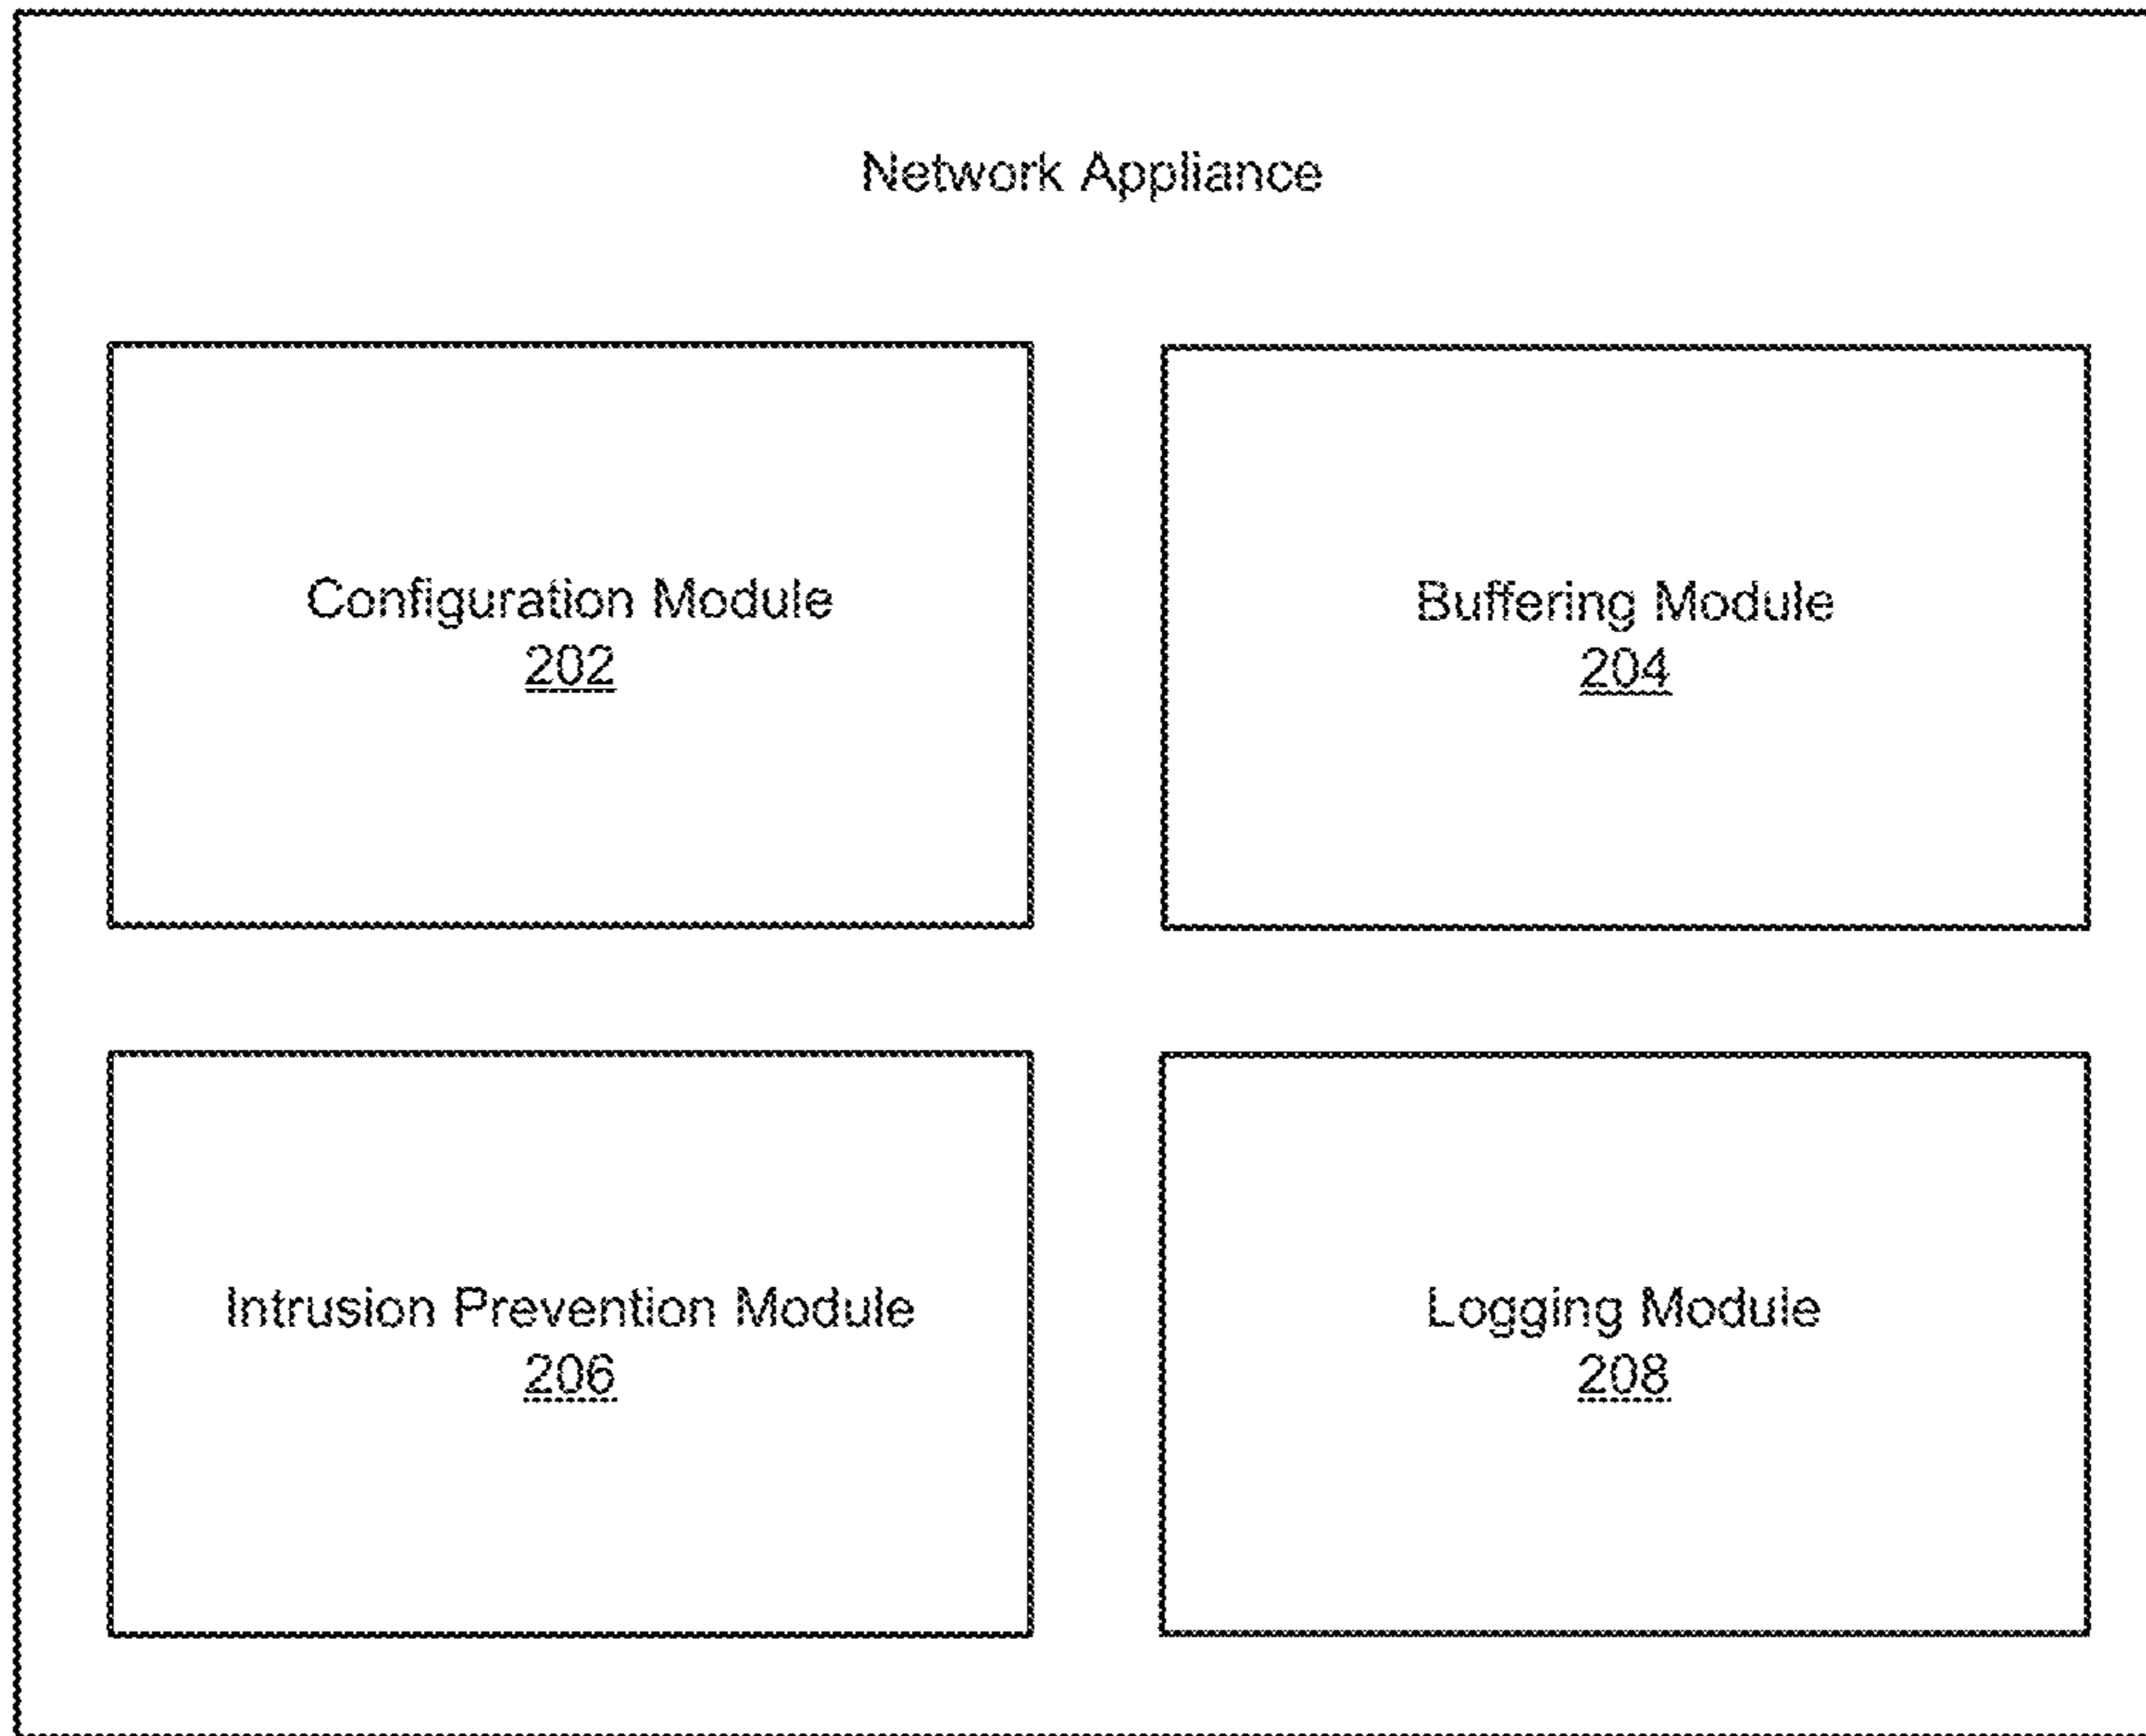 Network Appliance
Configuration Module
202
Buffering Module
204
Intrusion Prevention Module
206
Logging Module
208